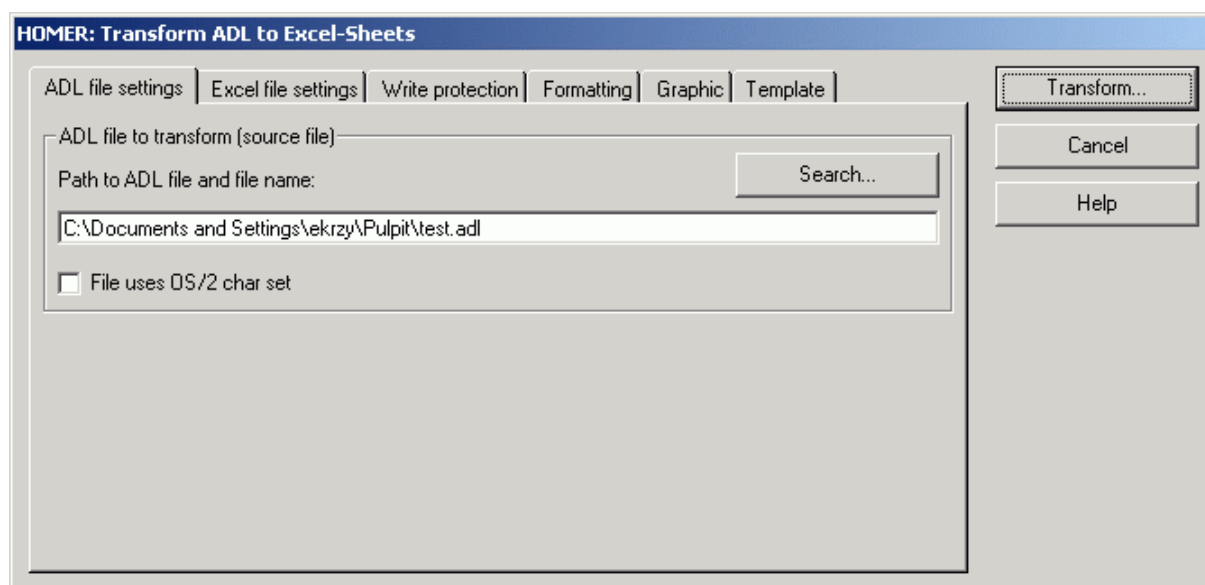 HOMER: Transform ADL to Excel-Sheets
ADL file settings Excel file settings Write protection Formatting Graphic Template
Transform...
ADL file to transform (source file)
Cancel
Path to ADL file and file name:
Search...
Help
C:\Documents and Settings\ekrzy\Pulpit\test.adl
File uses OS/2 char set